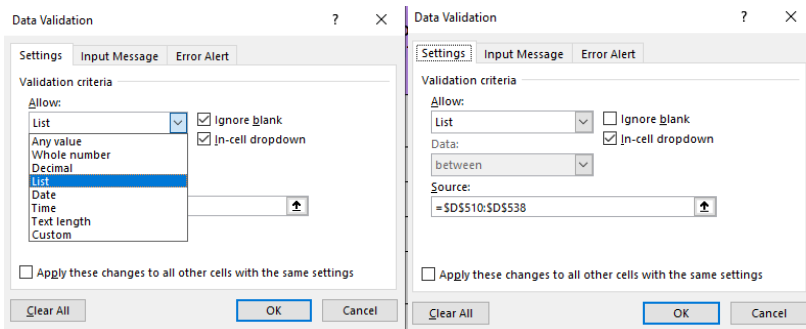 Data Validation ? ×
Settings Input Message Error Alert
Validation criteria
Allow:
List Ignore blank
In-cell dropdown
Any value
Whole number
Decimal
List
Date
Time
Text length
Custom
Apply these changes to all other cells with the same settings
Clear All OK Cancel
Data Validation ? ×
Settings Input Message Error Alert
Validation criteria
Allow:
List Ignore blank
In-cell dropdown
Data:
between
Source:
=$D$510:$D$538
Apply these changes to all other cells with the same settings
Clear All OK Cancel